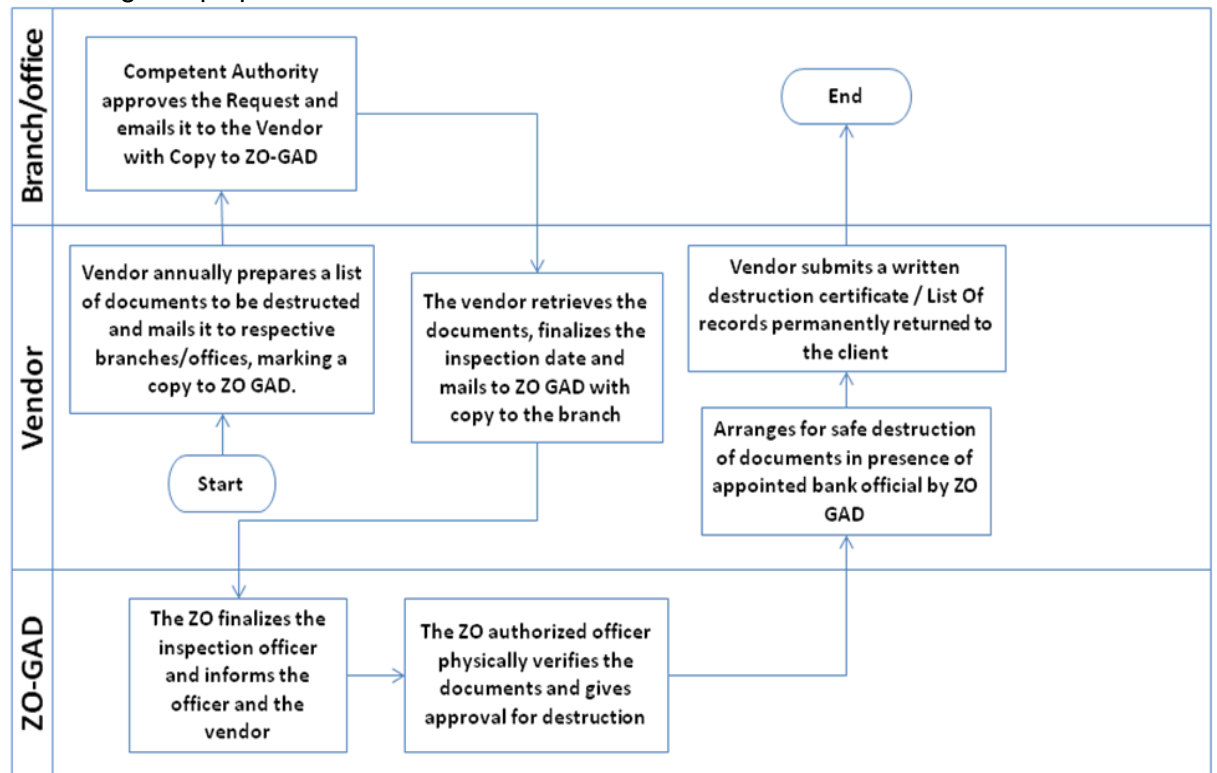 Branch/office
Competent Authority
approves the Request and
emails it to the Vendor
with Copy to ZO-GAD
End
Vendor
Vendor annually prepares a list
of documents to be destructed
and mails it to respective
branches/offices, marking a
copy to ZO GAD.
Start
The vendor retrieves the
documents, finalizes the
inspection date and
mails to ZO GAD with
copy to the branch
Vendor submits a written
destruction certificate / List Of
records permanently returned to
the client
Arranges for safe destruction
of documents in presence of
appointed bank official by ZO
GAD
ZO-GAD
The ZO finalizes the
inspection officer
and informs the
officer and the
vendor
The ZO authorized officer
physically verifies the
documents and gives
approval for destruction